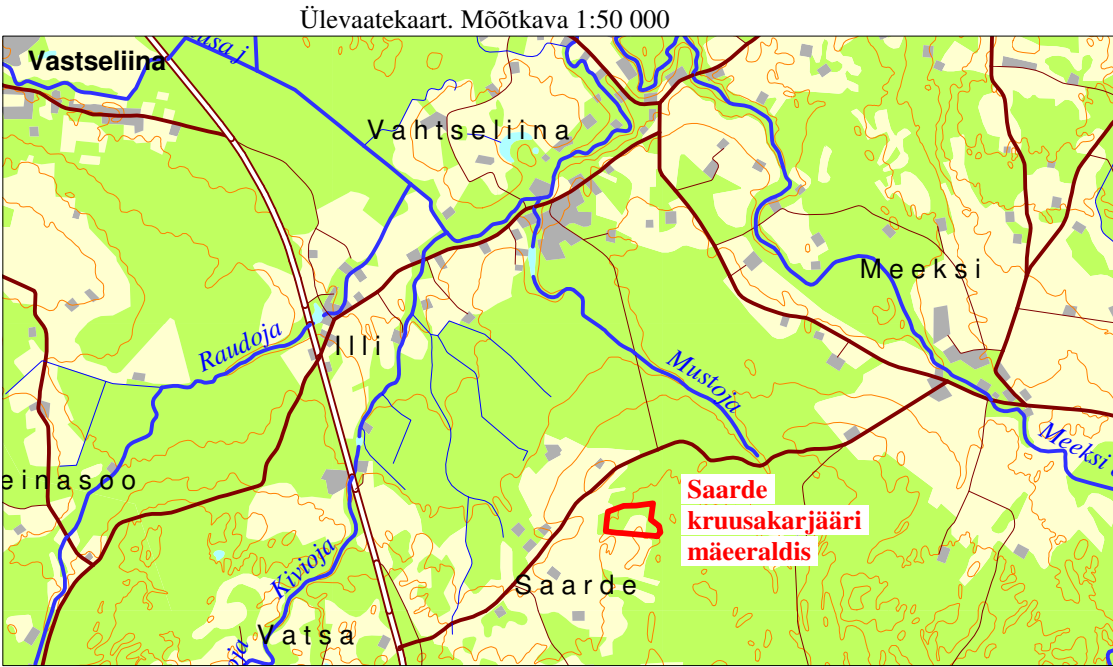 Ülevaatekaart. Mõõtkava 1:50 000
Vastseliina
Vahtseliina
Meeksi
Raudoja
Illi
Mustoja
Meeksi
einasoo
Saarde
kruusakarjääri
mäeeraldis
Kivioja
Saarde
Vatsa
oja